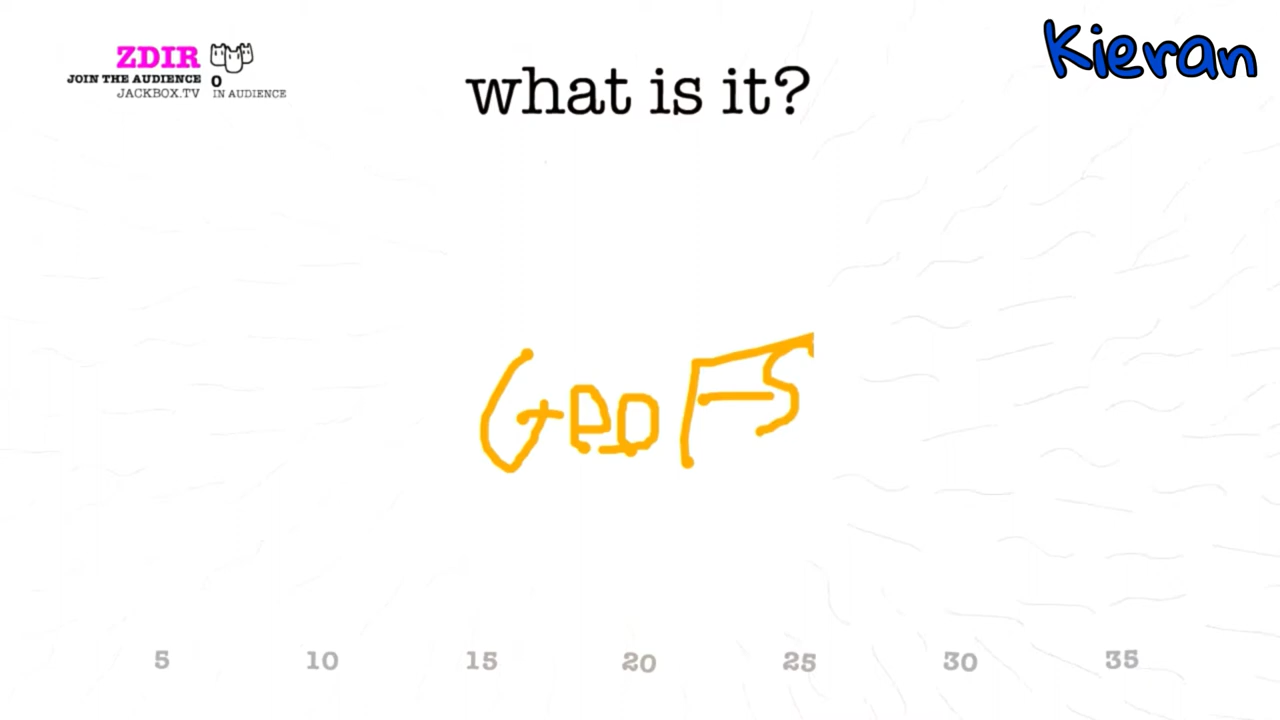 ZDIR
JOIN THE AUDIENCE
JACKBOX.TV
0
IN AUDIENCE
what is it?
Kieran
GeoFS
5 10 15 20 25 30 35